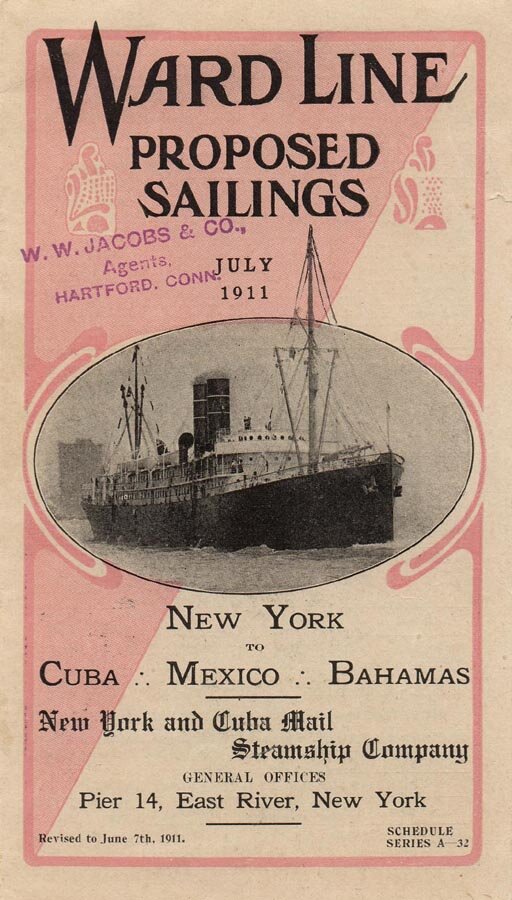 WARD LINE
PROPOSED
SAILINGS
W. W. JACOBS & CO.,
Agents,
HARTFORD. CONN.
JULY
1911
NEW YORK
TO
CUBA ∴ MEXICO ∴ BAHAMAS
New York and Cuba Mail
Steamship Company
GENERAL OFFICES
Pier 14, East River, New York
Revised to June 7th, 1911.
SCHEDULE
SERIES A—32